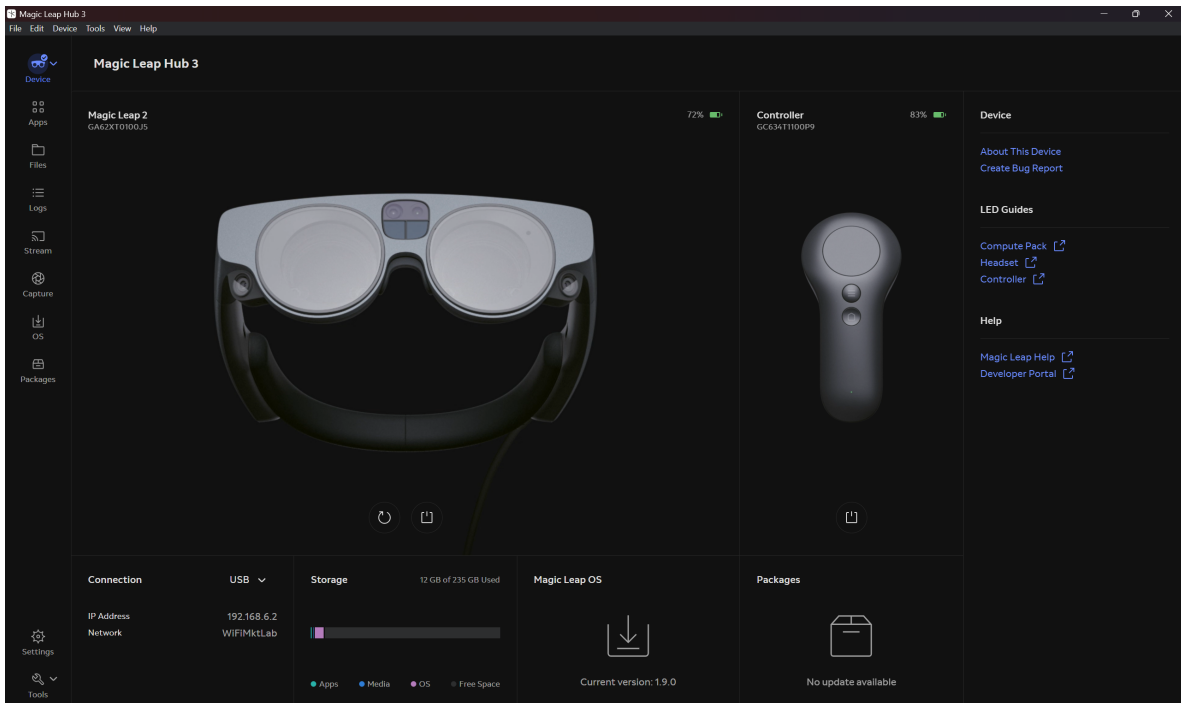 Magic Leap Hub 3
File Edit Device Tools View Help
Device
Apps
Files
Logs
Stream
Capture
OS
Packages
Settings
Tools
Magic Leap Hub 3
Magic Leap 2
GA62XT0100J5
72%
Controller
GC634T1100P9
83%
Device
About This Device
Create Bug Report
LED Guides
Compute Pack
Headset
Controller
Help
Magic Leap Help
Developer Portal
Connection USB
IP Address 192.168.6.2
Network WiFiMktLab
Storage 12 GB of 235 GB Used
Apps Media OS Free Space
Magic Leap OS
Current version: 1.9.0
Packages
No update available